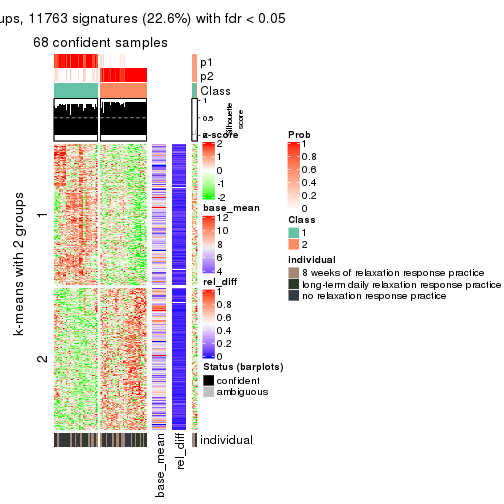 ups, 11763 signatures (22.6%) with fdr < 0.05
68 confident samples
p1
p2
Class
1
0.5
0
Silhouette
score
z-score
2
1
0
-1
-2
base_mean
12
10
8
6
4
rel_diff
1
0.8
0.6
0.4
0.2
0
Status (barplots)
confident
ambiguous
Prob
1
0.8
0.6
0.4
0.2
0
Class
1
2
individual
8 weeks of relaxation response practice
long-term daily relaxation response practice
no relaxation response practice
k-means with 2 groups
1
2
individual
base_mean
rel_diff